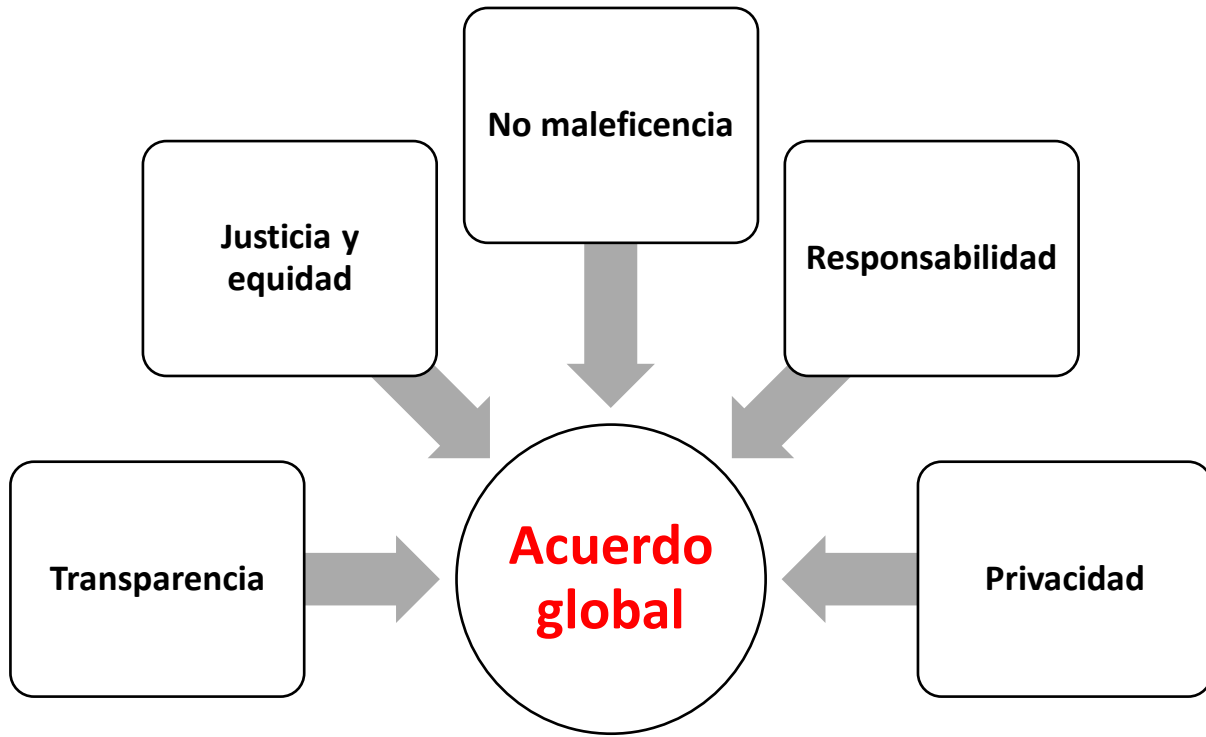 No maleficencia
Justicia y
equidad
Responsabilidad
Transparencia
Acuerdo
global
Privacidad